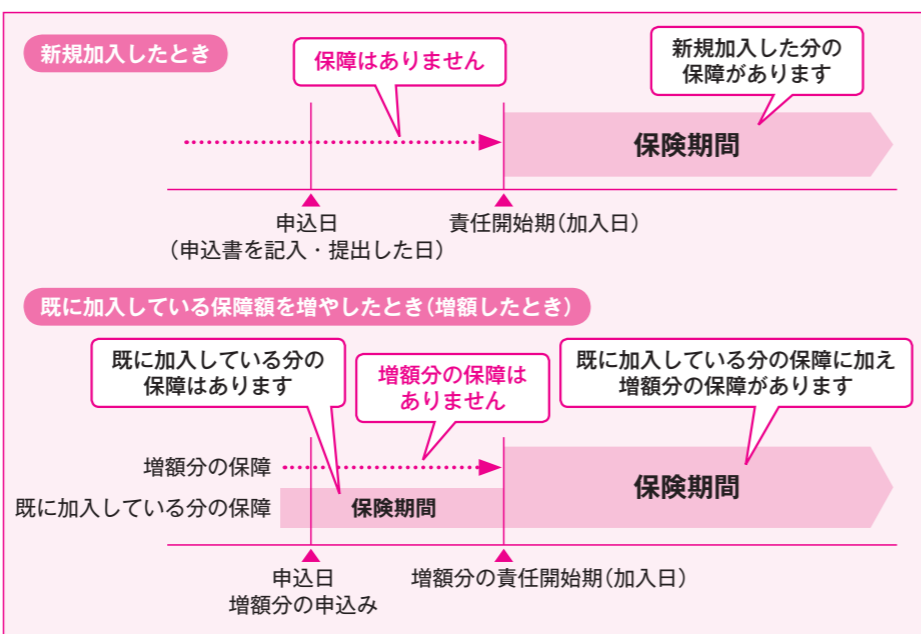 新規加入したとき
保障はありません
新規加入した分の
保障があります
保険期間
申込日
(申込書を記入・提出した日)
責任開始期(加入日)
既に加入している保障額を増やしたとき(増額したとき)
既に加入している分の
保障はあります
増額分の保障は
ありません
既に加入している分の保障に加え
増額分の保障があります
増額分の保障
既に加入している分の保障
保険期間
保険期間
申込日
増額分の申込み
増額分の責任開始期(加入日)